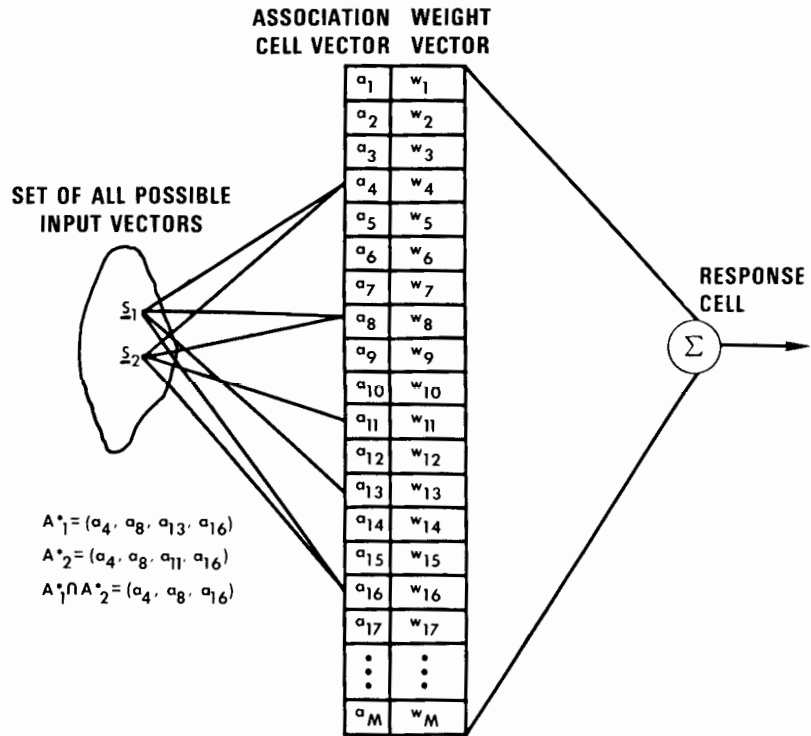 ASSOCIATION WEIGHT
CELL VECTOR VECTOR
a1 w1
a2 w2
a3 w3
a4 w4
a5 w5
a6 w6
a7 w7
a8 w8
a9 w9
a10 w10
a11 w11
a12 w12
a13 w13
a14 w14
a15 w15
a16 w16
a17 w17
aM wM
SET OF ALL POSSIBLE
INPUT VECTORS
S1
S2
RESPONSE
CELL
Σ
A*1 = (a4, a8, a13, a16)
A*2 = (a4, a8, a11, a16)
A*1 ∩ A*2 = (a4, a8, a16)